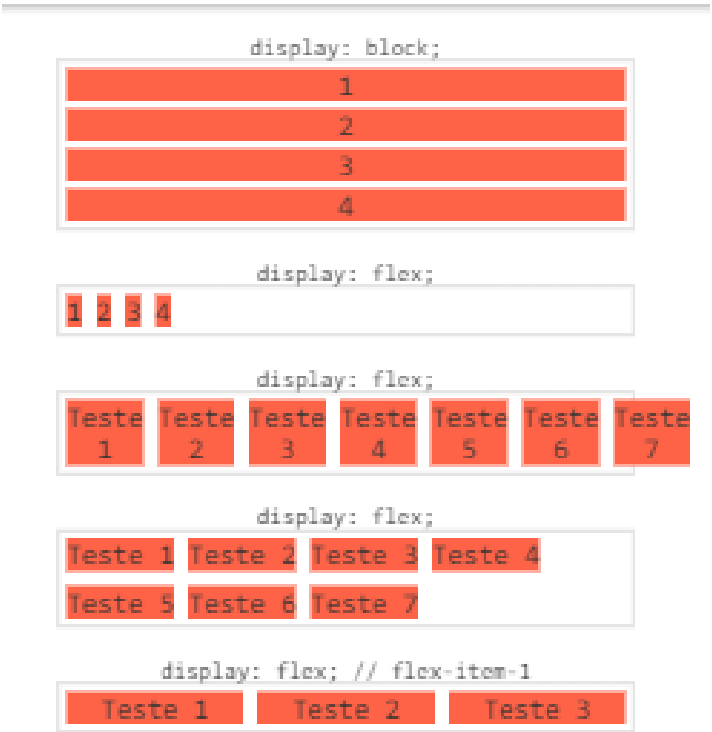 display: block;
1
2
3
4
display: flex;
1 2 3 4
display: flex;
Teste Teste Teste Teste Teste Teste Teste
1 2 3 4 5 6 7
display: flex;
Teste 1 Teste 2 Teste 3 Teste 4
Teste 5 Teste 6 Teste 7
display: flex; // flex-item-1
Teste 1 Teste 2 Teste 3